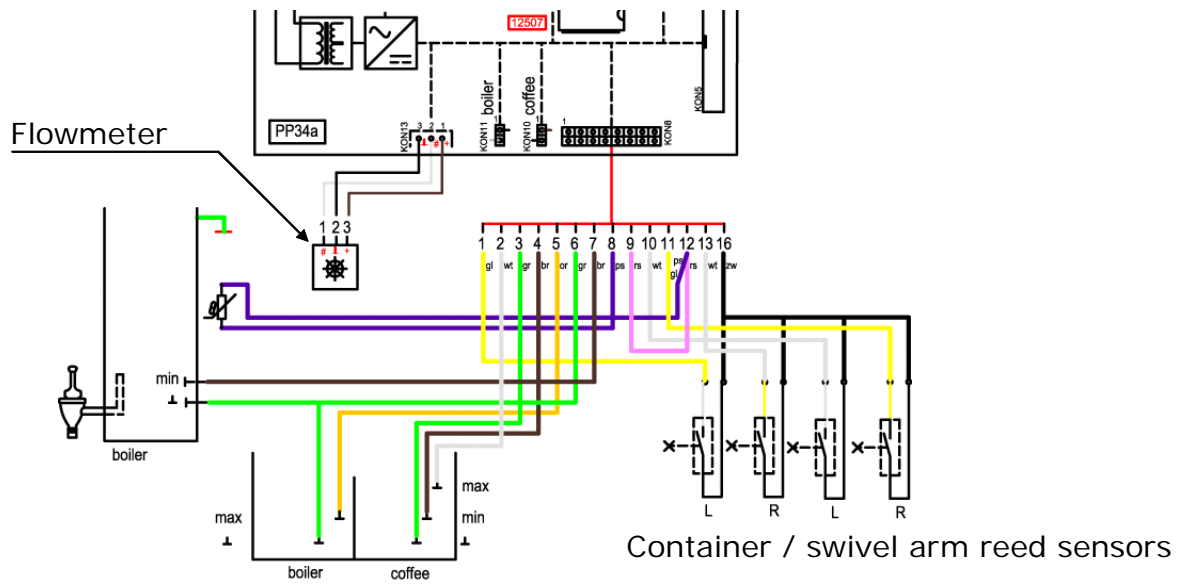 12507
boiler
coffee
KON5
PP34a
KON13
3 2 1
⊥ # +
KON11
1
KON10
1
1
KON8
Flowmeter
1 2 3
# ⊥ +
1 2 3 4 5 6 7 8 9 10 11 12 13 16
gl wt gr br or gr br ps rs wt gl ps rs wt zw
min
boiler
max
min
max
boiler
coffee
L R L R
Container / swivel arm reed sensors